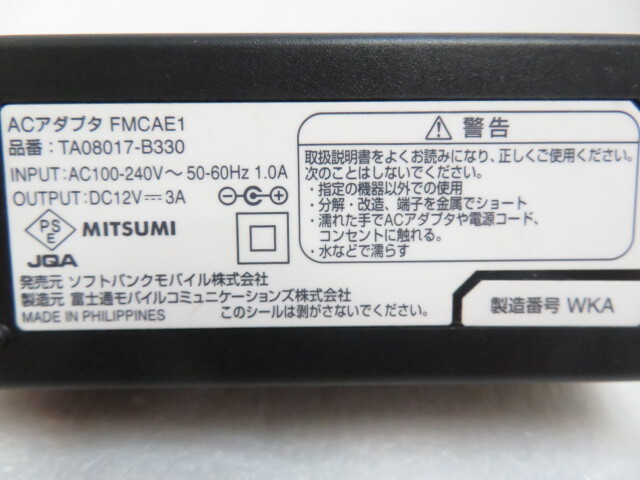 ACアダプタ FMCAE1
品番：TA08017-B330
INPUT:AC100-240V～ 50-60Hz 1.0A
OUTPUT:DC12V⎓3A
PS
E
MITSUMI
JQA
発売元 ソフトバンクモバイル株式会社
製造元 富士通モバイルコミュニケーションズ株式会社
MADE IN PHILIPPINES
このシールは剥がさないでください。
警告
取扱説明書をよくお読みになり、正しくご使用ください。
次のことはしないでください。
・指定の機器以外での使用
・分解・改造、端子を金属でショート
・濡れた手でACアダプタや電源コード、
コンセントに触れる。
・水などで濡らす
製造番号 WKA